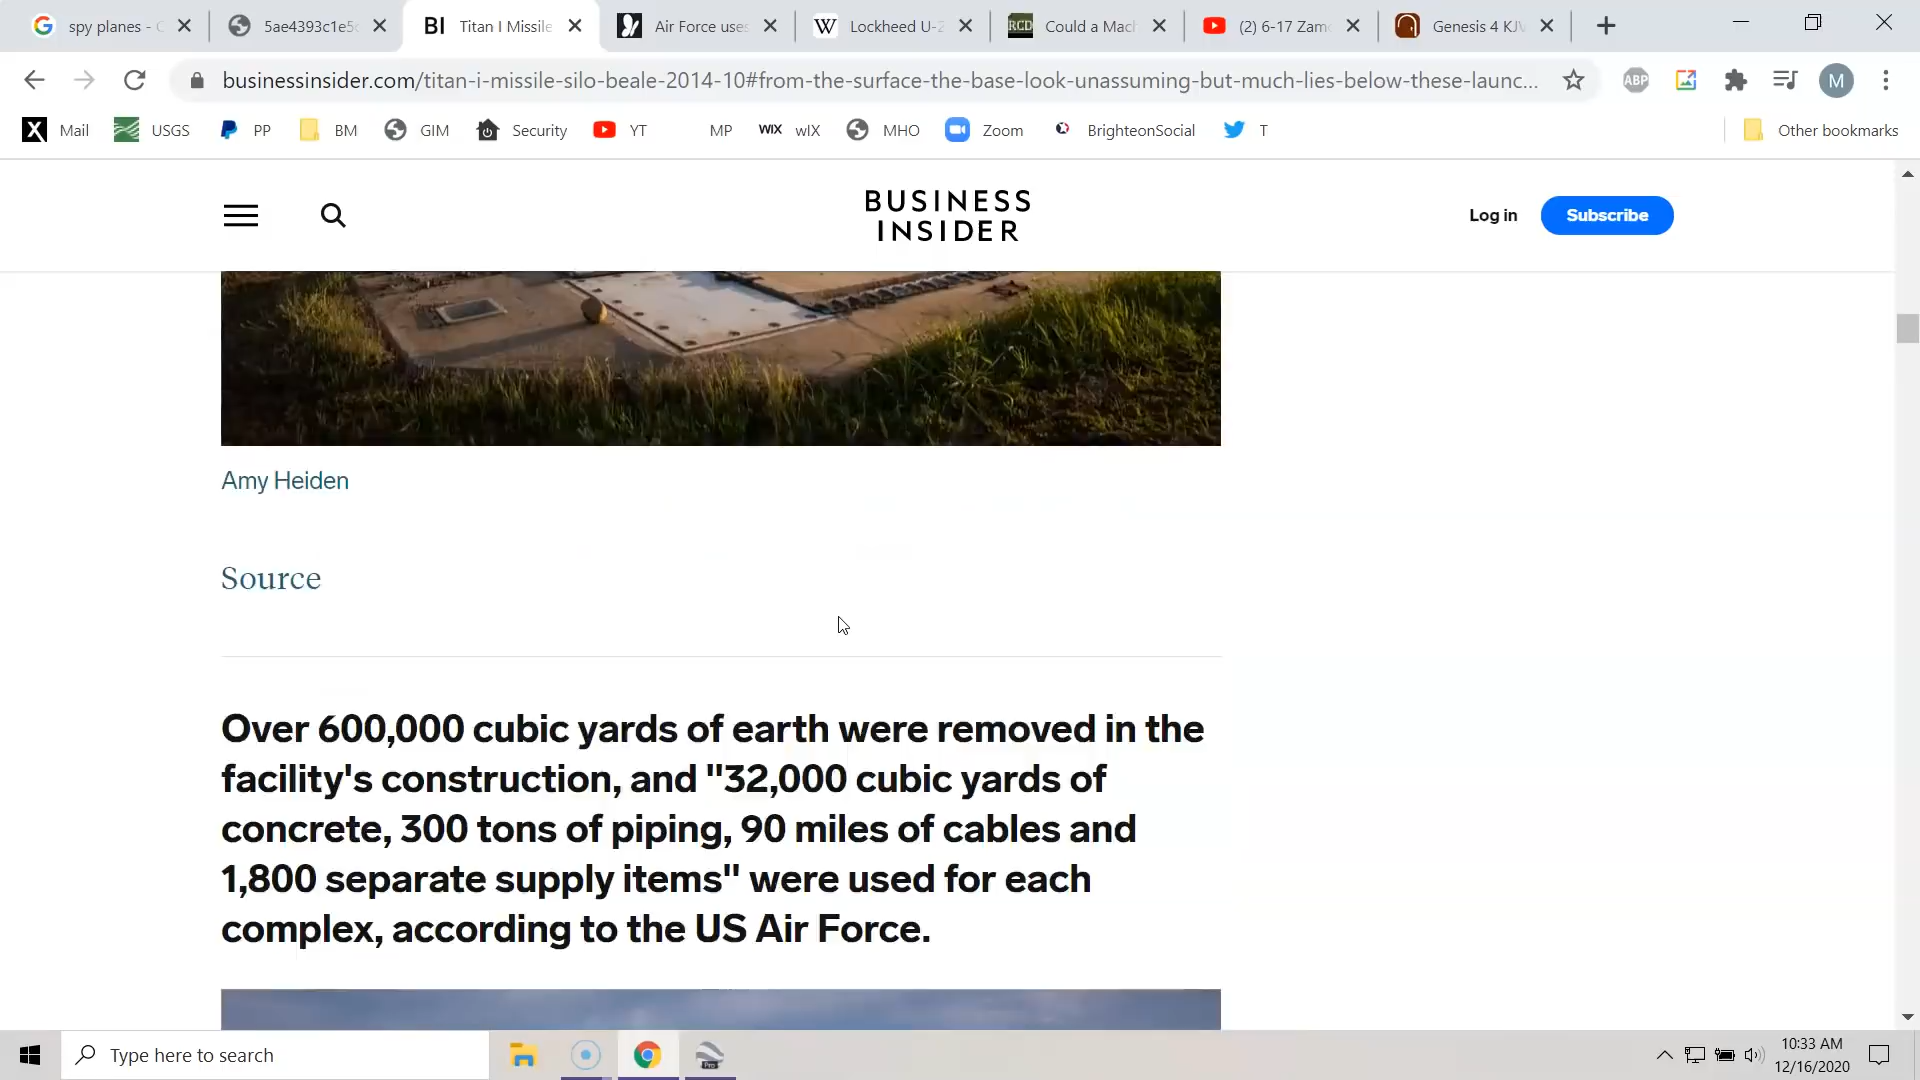 spy planes - G
5ae4393c1e5c
BI Titan I Missile
Air Force uses
W Lockheed U-2
RCD Could a Mach
(2) 6-17 Zamo
Genesis 4 KJV
businessinsider.com/titan-i-missile-silo-beale-2014-10#from-the-surface-the-base-look-unassuming-but-much-lies-below-these-launc...
ABP
M
X Mail USGS PP BM GIM Security YT MP WIX wIX MHO Zoom BrighteonSocial T Other bookmarks
BUSINESS
INSIDER
Log in
Subscribe
Amy Heiden
Source
Over 600,000 cubic yards of earth were removed in the
facility's construction, and "32,000 cubic yards of
concrete, 300 tons of piping, 90 miles of cables and
1,800 separate supply items" were used for each
complex, according to the US Air Force.
Type here to search
10:33 AM
12/16/2020